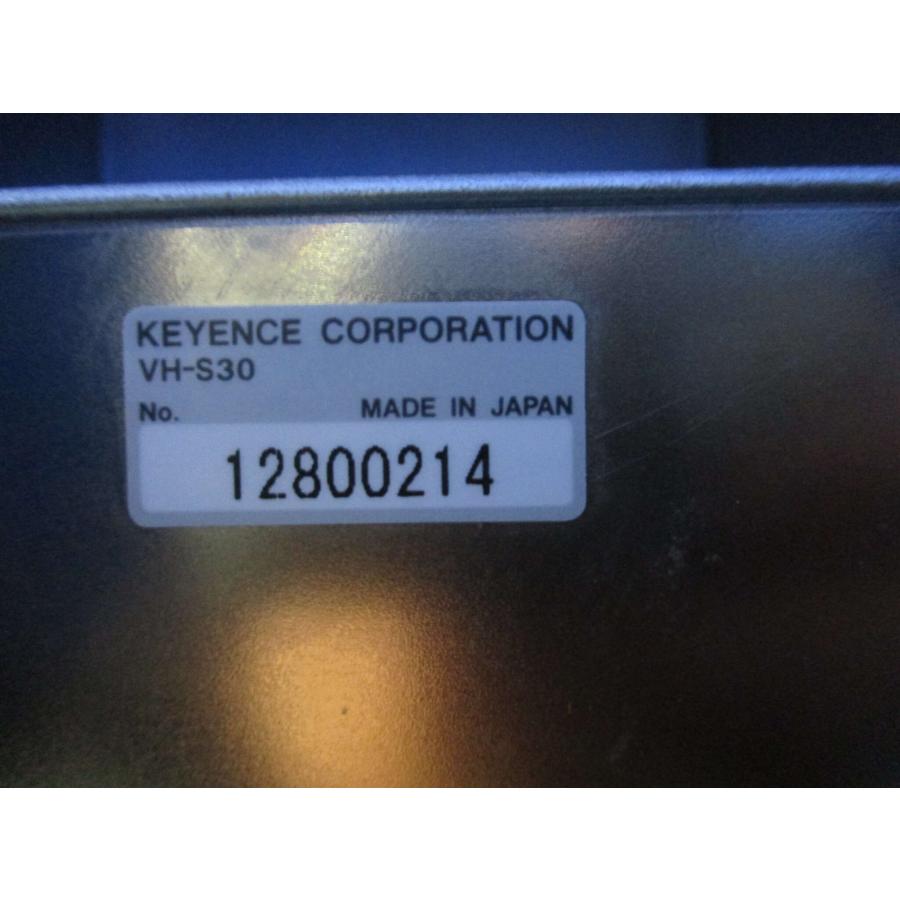 KEYENCE CORPORATION
VH-S30
No. MADE IN JAPAN
12800214